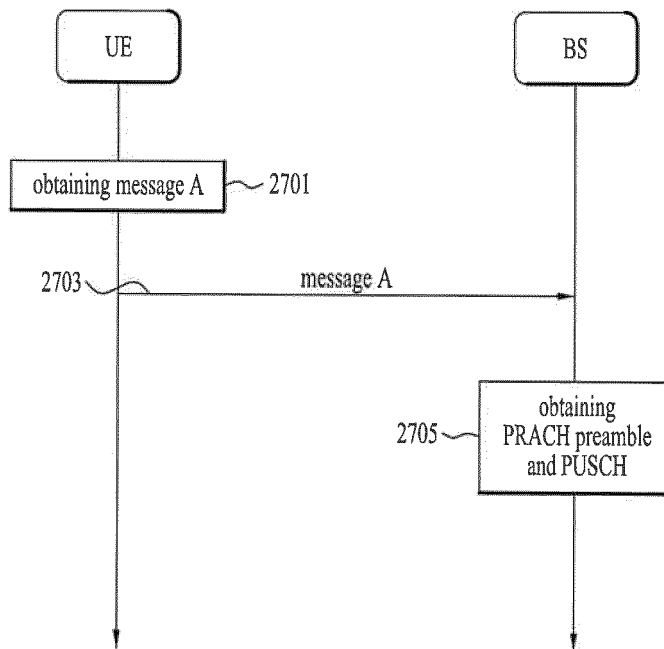 UE
BS
obtaining message A
2701
2703
message A
2705
obtaining
PRACH preamble
and PUSCH